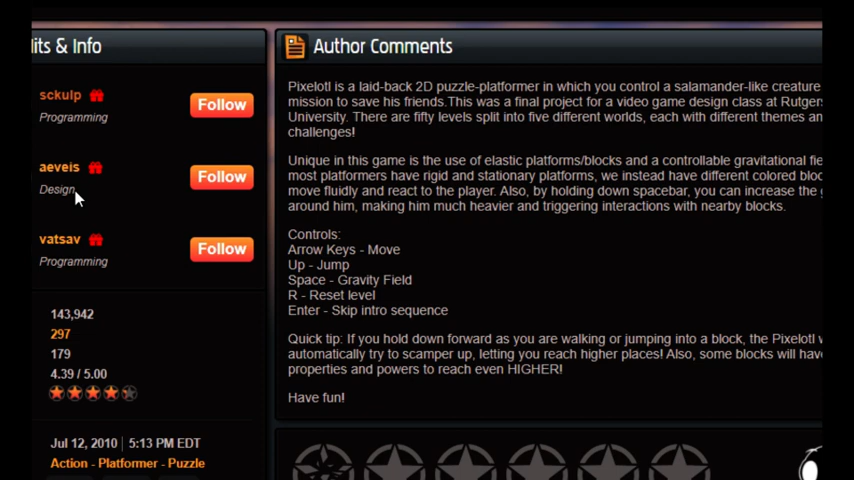 lits & Info
sckulp
Programming
Follow
aeveis
Design
Follow
vatsav
Programming
Follow
143,942
297
179
4.39 / 5.00
Jul 12, 2010 | 5:13 PM EDT
Action - Platformer - Puzzle
Author Comments
Pixelotl is a laid-back 2D puzzle-platformer in which you control a salamander-like creature
mission to save his friends.This was a final project for a video game design class at Rutgers
University. There are fifty levels split into five different worlds, each with different themes an
challenges!
Unique in this game is the use of elastic platforms/blocks and a controllable gravitational fie
most platformers have rigid and stationary platforms, we instead have different colored bloc
move fluidly and react to the player. Also, by holding down spacebar, you can increase the g
around him, making him much heavier and triggering interactions with nearby blocks.
Controls:
Arrow Keys - Move
Up - Jump
Space - Gravity Field
R - Reset level
Enter - Skip intro sequence
Quick tip: If you hold down forward as you are walking or jumping into a block, the Pixelotl w
automatically try to scamper up, letting you reach higher places! Also, some blocks will hav
properties and powers to reach even HIGHER!
Have fun!